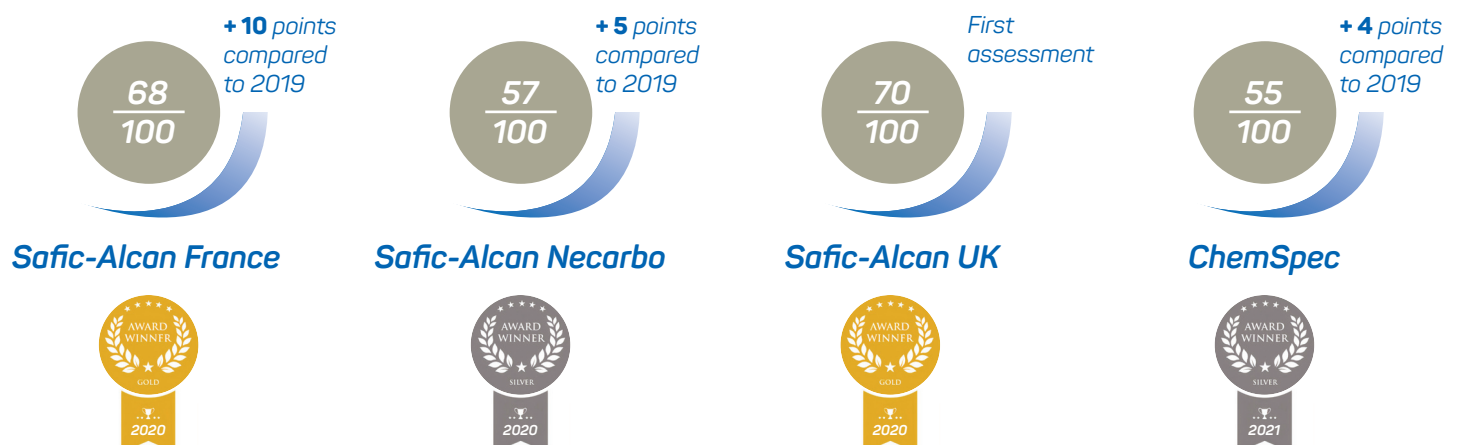 + 10 points
compared
to 2019
68
100
Safic-Alcan France
AWARD
WINNFR
GOLD
2020
+ 5 points
compared
to 2019
57
100
Safic-Alcan Necarbo
AWARD
WINNER
SILVER
2020
First
assessment
70
100
Safic-Alcan UK
AWARD
WINNFR
GOLD
2020
+ 4 points
compared
to 2019
55
100
ChemSpec
AWARD
WINNER
SILVER
2021